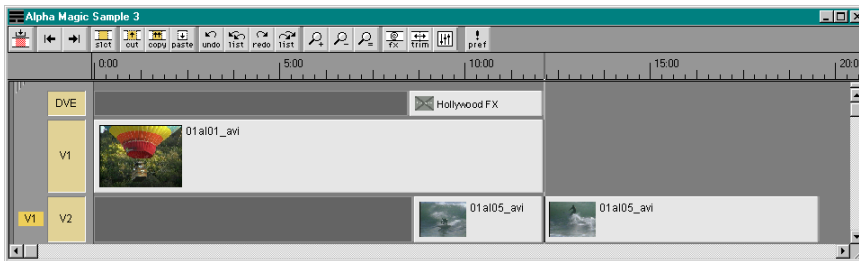 Alpha Magic Sample 3
slct out copy paste undo list redo list fx trim pref
0:00 5:00 10:00 15:00 20:0
DVE Hollywood FX
V1 01al01_avi
V1 V2 01al05_avi 01al05_avi